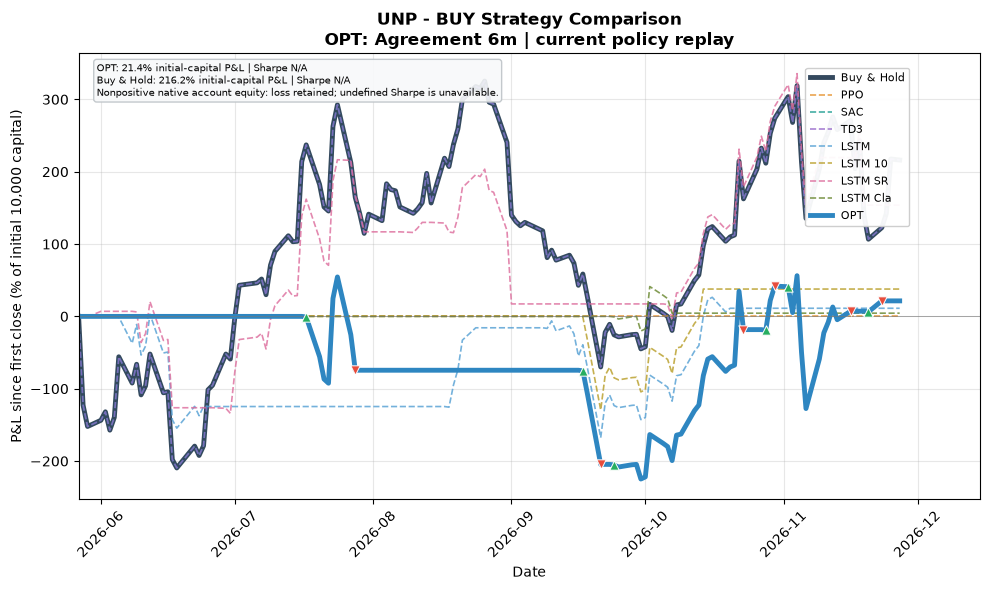 UNP - BUY Strategy Comparison
OPT: Agreement 6m | current policy replay
OPT: 21.4% initial-capital P&L | Sharpe N/A
Buy & Hold: 216.2% initial-capital P&L | Sharpe N/A
Nonpositive native account equity: loss retained; undefined Sharpe is unavailable.
Buy & Hold
PPO
SAC
TD3
LSTM
LSTM 10
LSTM SR
LSTM Cla
OPT
P&L since first close (% of initial 10,000 capital)
300
200
100
0
−100
−200
2026-06
2026-07
2026-08
2026-09
2026-10
2026-11
2026-12
Date